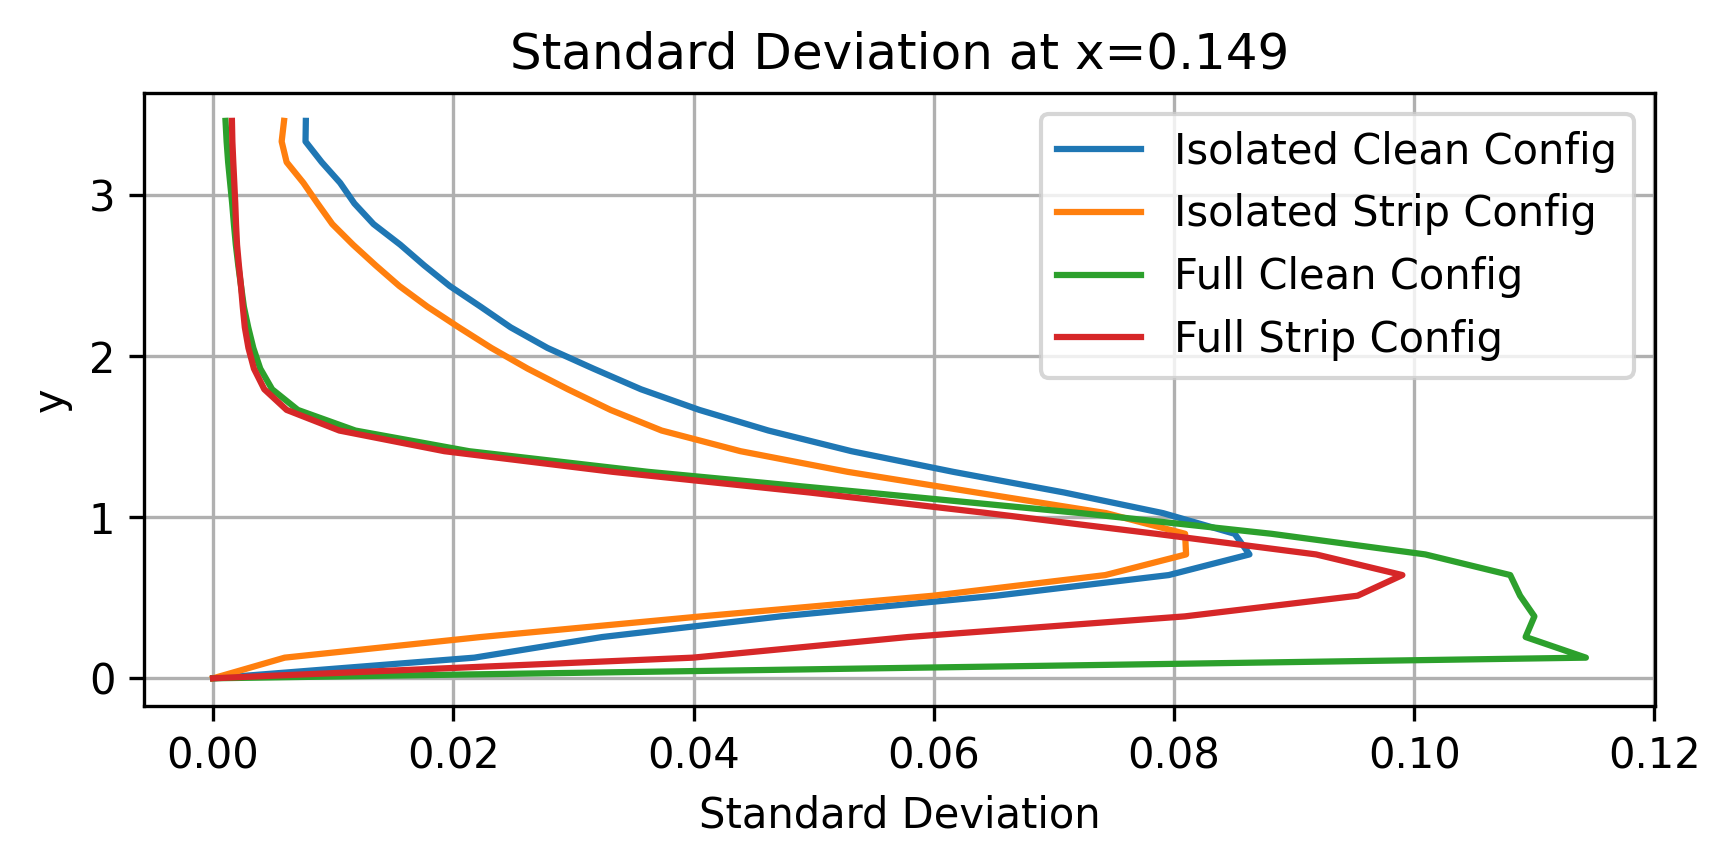 Standard Deviation at x=0.149
Isolated Clean Config
Isolated Strip Config
Full Clean Config
Full Strip Config
3
2
1
0
y
0.00 0.02 0.04 0.06 0.08 0.10 0.12
Standard Deviation